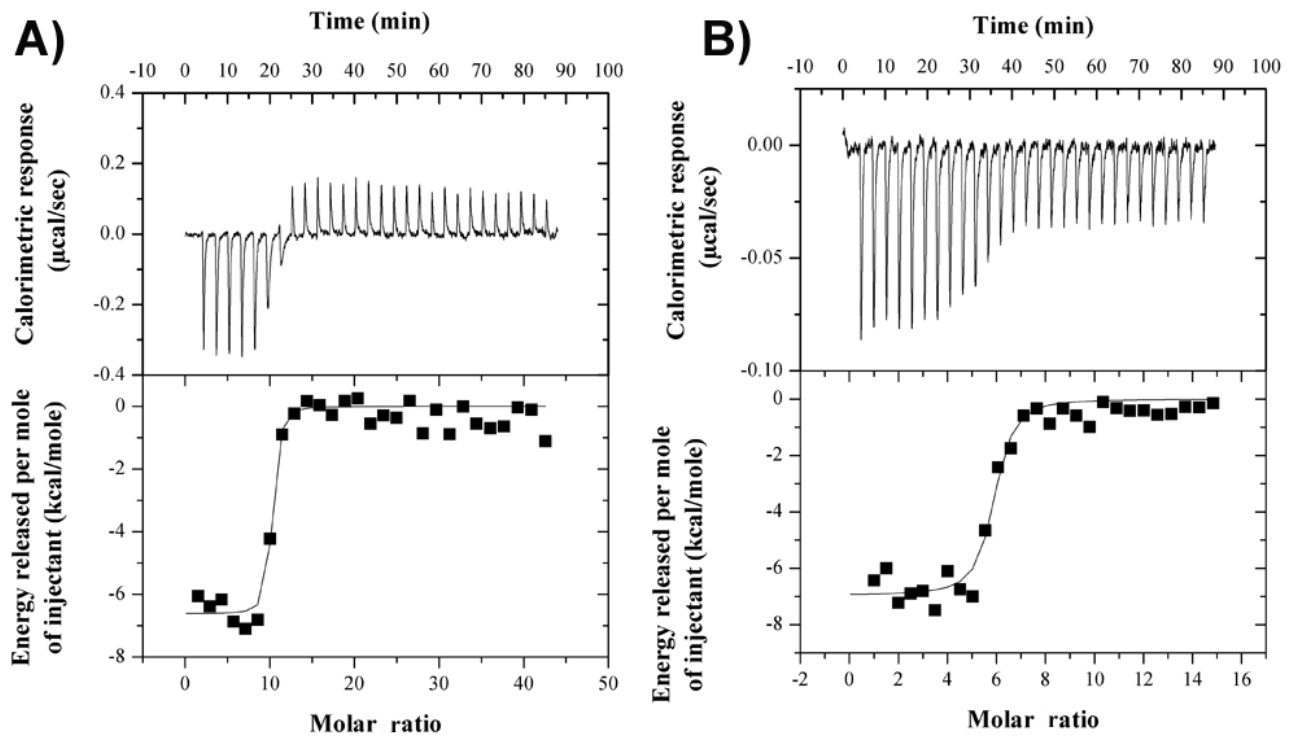 A)
Time (min)
-10 0 10 20 30 40 50 60 70 80 90 100
Calorimetric response
(µcal/sec)
0.4
0.2
0.0
-0.2
-0.4
Energy released per mole
of injectant (kcal/mole)
0
-2
-4
-6
-8
0 10 20 30 40 50
Molar ratio
B)
Time (min)
-10 0 10 20 30 40 50 60 70 80 90 100
Calorimetric response
(µcal/sec)
0.00
-0.05
-0.10
Energy released per mole
of injectant (kcal/mole)
0
-2
-4
-6
-8
-2 0 2 4 6 8 10 12 14 16
Molar ratio